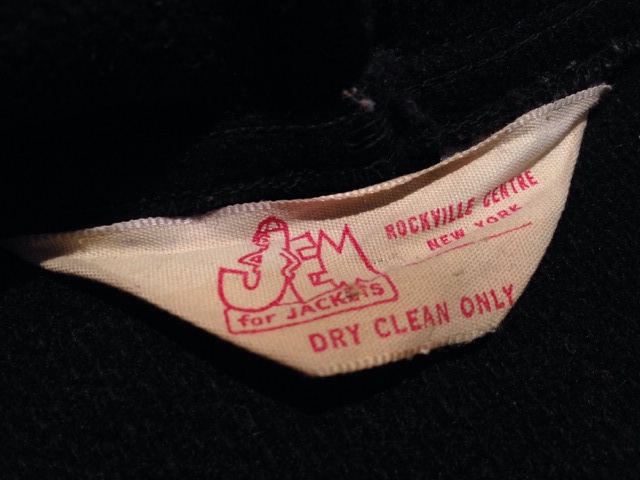 JEM
for JACKETS
ROCKVILLE CENTRE
NEW YORK
DRY CLEAN ONLY